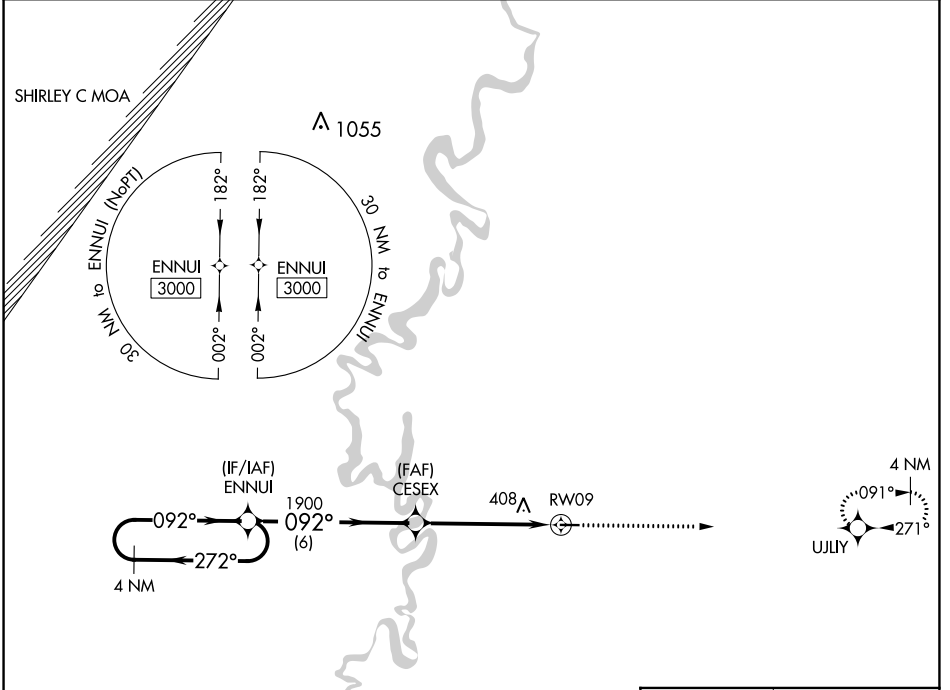 SHIRLEY C MOA
1055
30 NM to ENNUI (NoPT)
182°
182°
30 NM to ENNUI
ENNUI
3000
ENNUI
3000
002°
002°
(IF/IAF)
ENNUI
(FAF)
CESEX
4 NM
1900
092°
(6)
408
RW09
091°
092°
271°
UJLIY
272°
4 NM